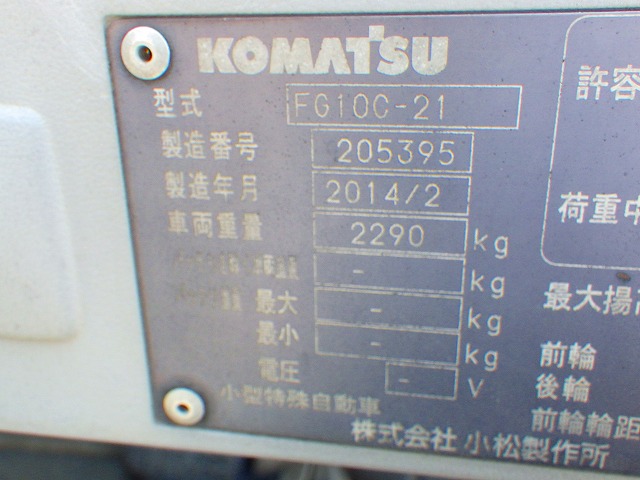 KOMATSU
型式 FG10C-21
製造番号 205395
製造年月 2014/2
車両重量 2290 kg
- kg
最大 - kg
最小 - kg
電圧 - V
小型特殊自動車
株式会社 小松製作所
許容
荷重中
最大揚高
前輪
後輪
前輪輪距